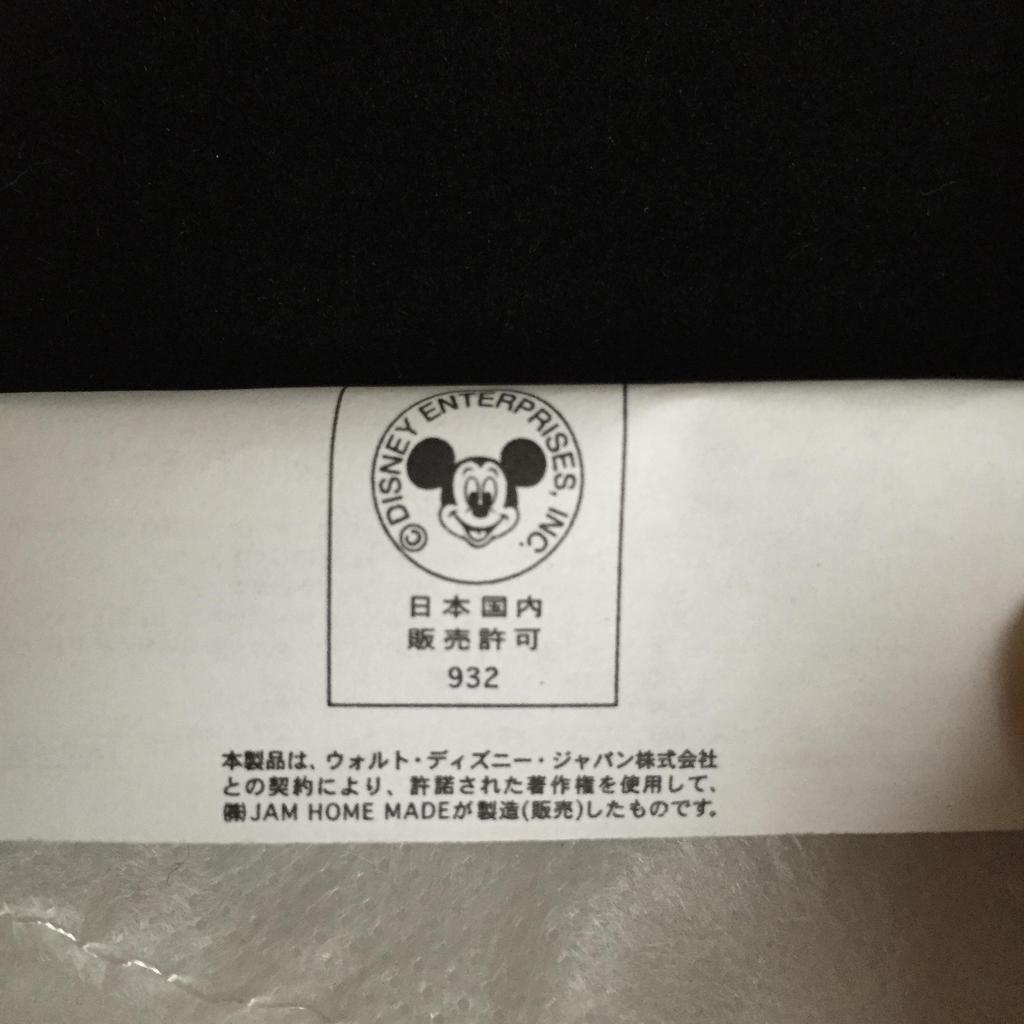 ©DISNEY ENTERPRISES, INC.
日本国内
販売許可
932
本製品は、ウォルト・ディズニー・ジャパン株式会社
との契約により、許諾された著作権を使用して、
㈱JAM HOME MADEが製造(販売)したものです。